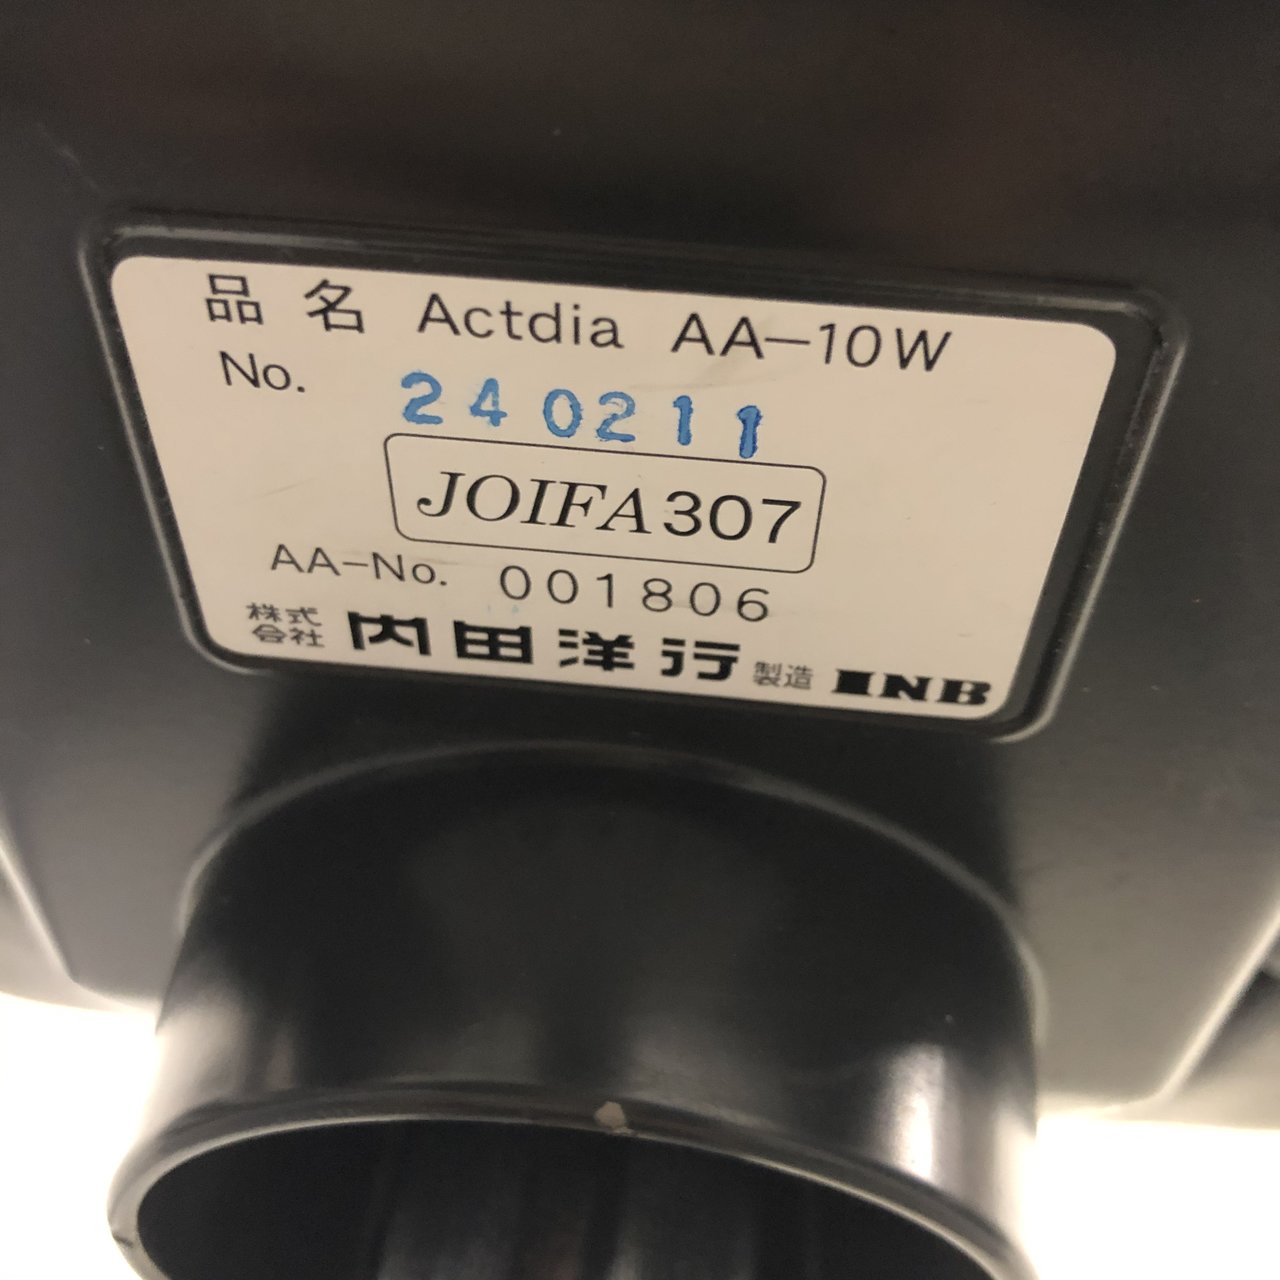 品名 Actdia AA-10W
No. 240211
JOIFA307
AA-No. 001806
株式会社 内田洋行 製造 INB